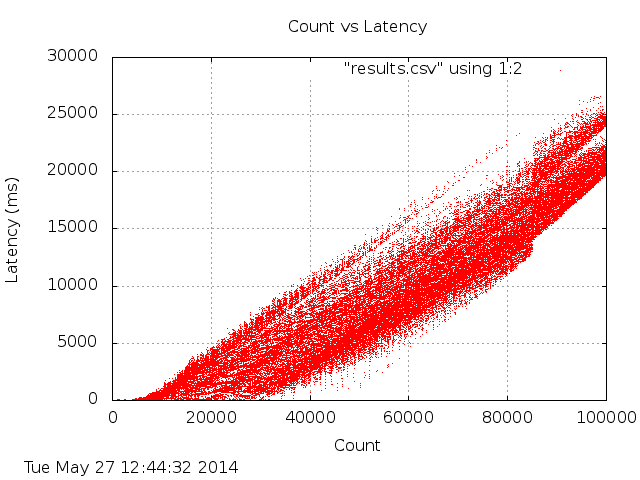 Count vs Latency
"results.csv" using 1:2
30000
25000
20000
15000
10000
5000
0
Latency (ms)
0 20000 40000 60000 80000 100000
Count
Tue May 27 12:44:32 2014